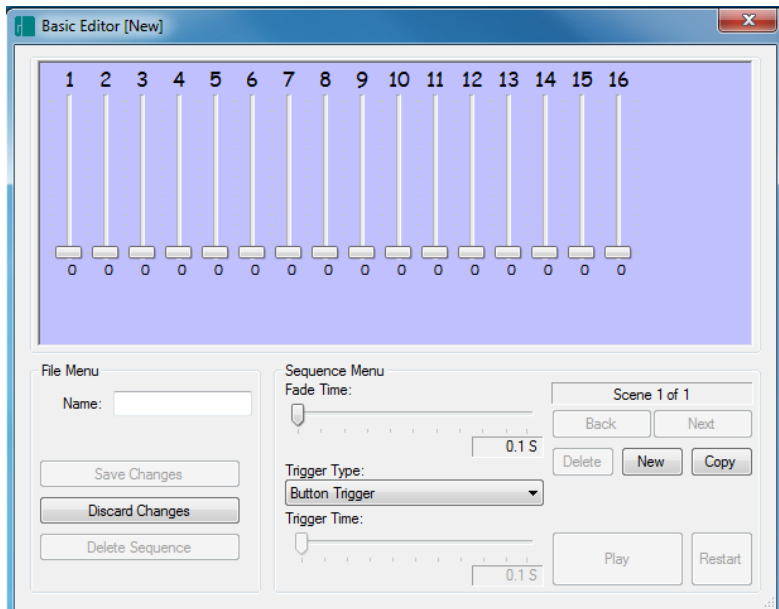 Basic Editor [New]
1 2 3 4 5 6 7 8 9 10 11 12 13 14 15 16
0 0 0 0 0 0 0 0 0 0 0 0 0 0 0 0
File Menu
Name:
Save Changes
Discard Changes
Delete Sequence
Sequence Menu
Fade Time:
0.1 S
Trigger Type:
Button Trigger
Trigger Time:
0.1 S
Scene 1 of 1
Back Next
Delete New Copy
Play Restart